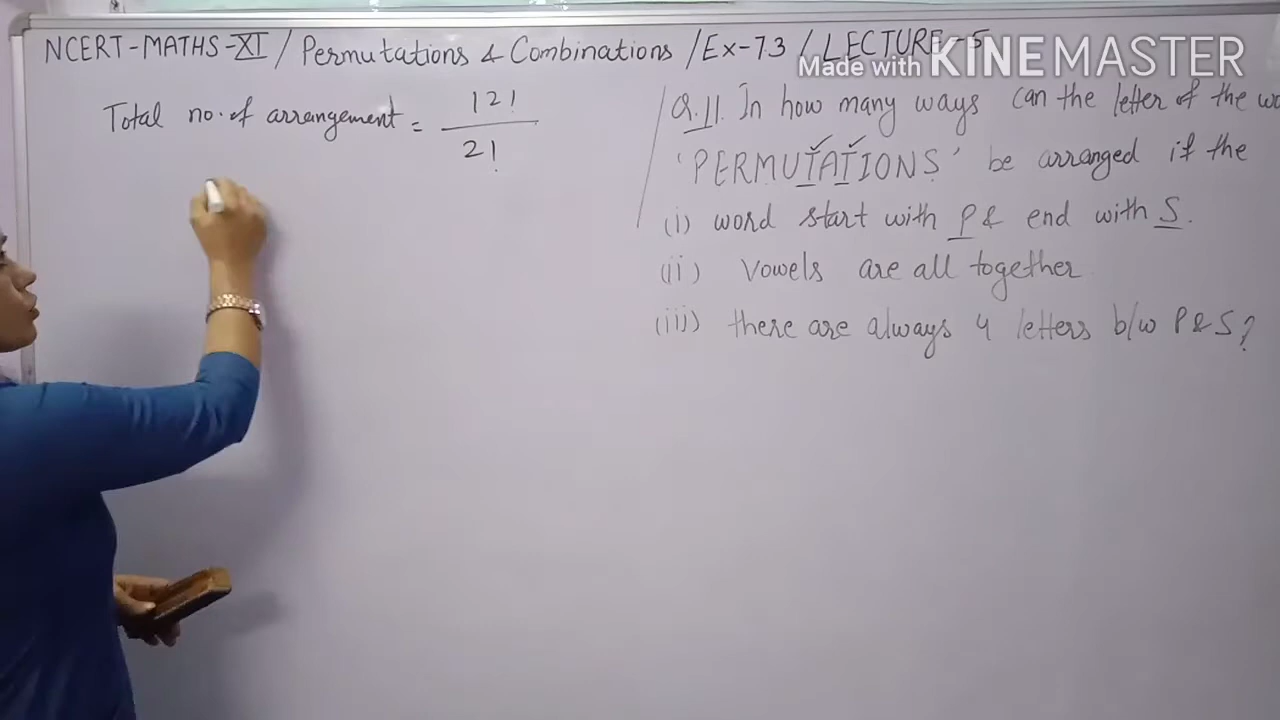 NCERT-MATHS-XI / Permutations & Combinations / Ex-7.3 / LECTURE-5
Made with KINEMASTER
Total no. of arrangement = 12! / 2!
Q.11. In how many ways can the letter of the
'PERMUTATIONS' be arranged if the
(i) word start with P & end with S.
(ii) Vowels are all together
(iii) there are always 4 letters b/w P & S?